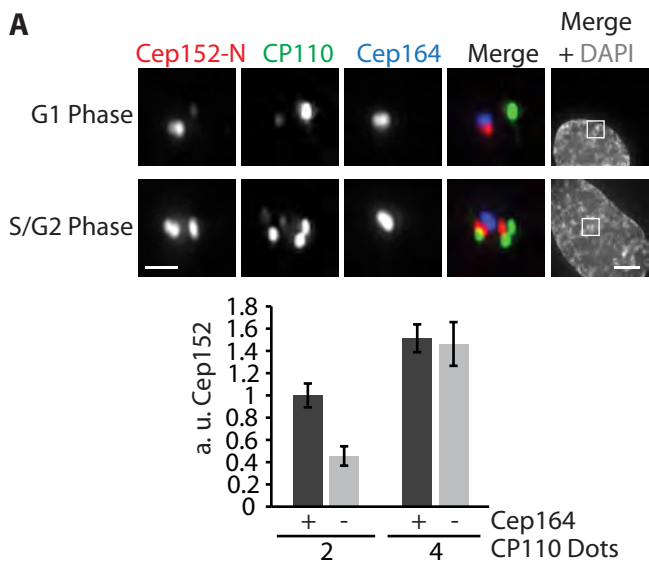 A
Cep152-N CP110 Cep164 Merge Merge + DAPI
G1 Phase
S/G2 Phase
a. u. Cep152
1.8
1.6
1.4
1.2
1
0.8
0.6
0.4
0.2
0
+ - + - Cep164
2 4 CP110 Dots